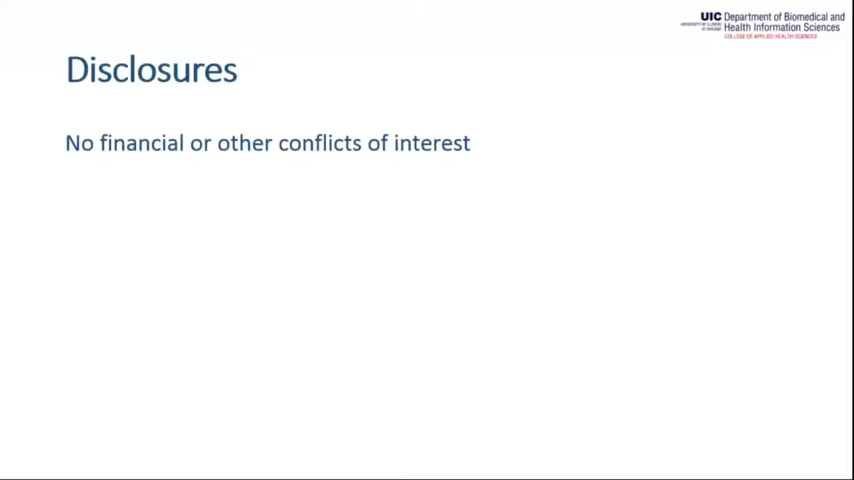 UIC Department of Biomedical and
UNIVERSITY OF ILLINOIS
AT CHICAGO Health Information Sciences
COLLEGE OF APPLIED HEALTH SCIENCES
Disclosures
No financial or other conflicts of interest